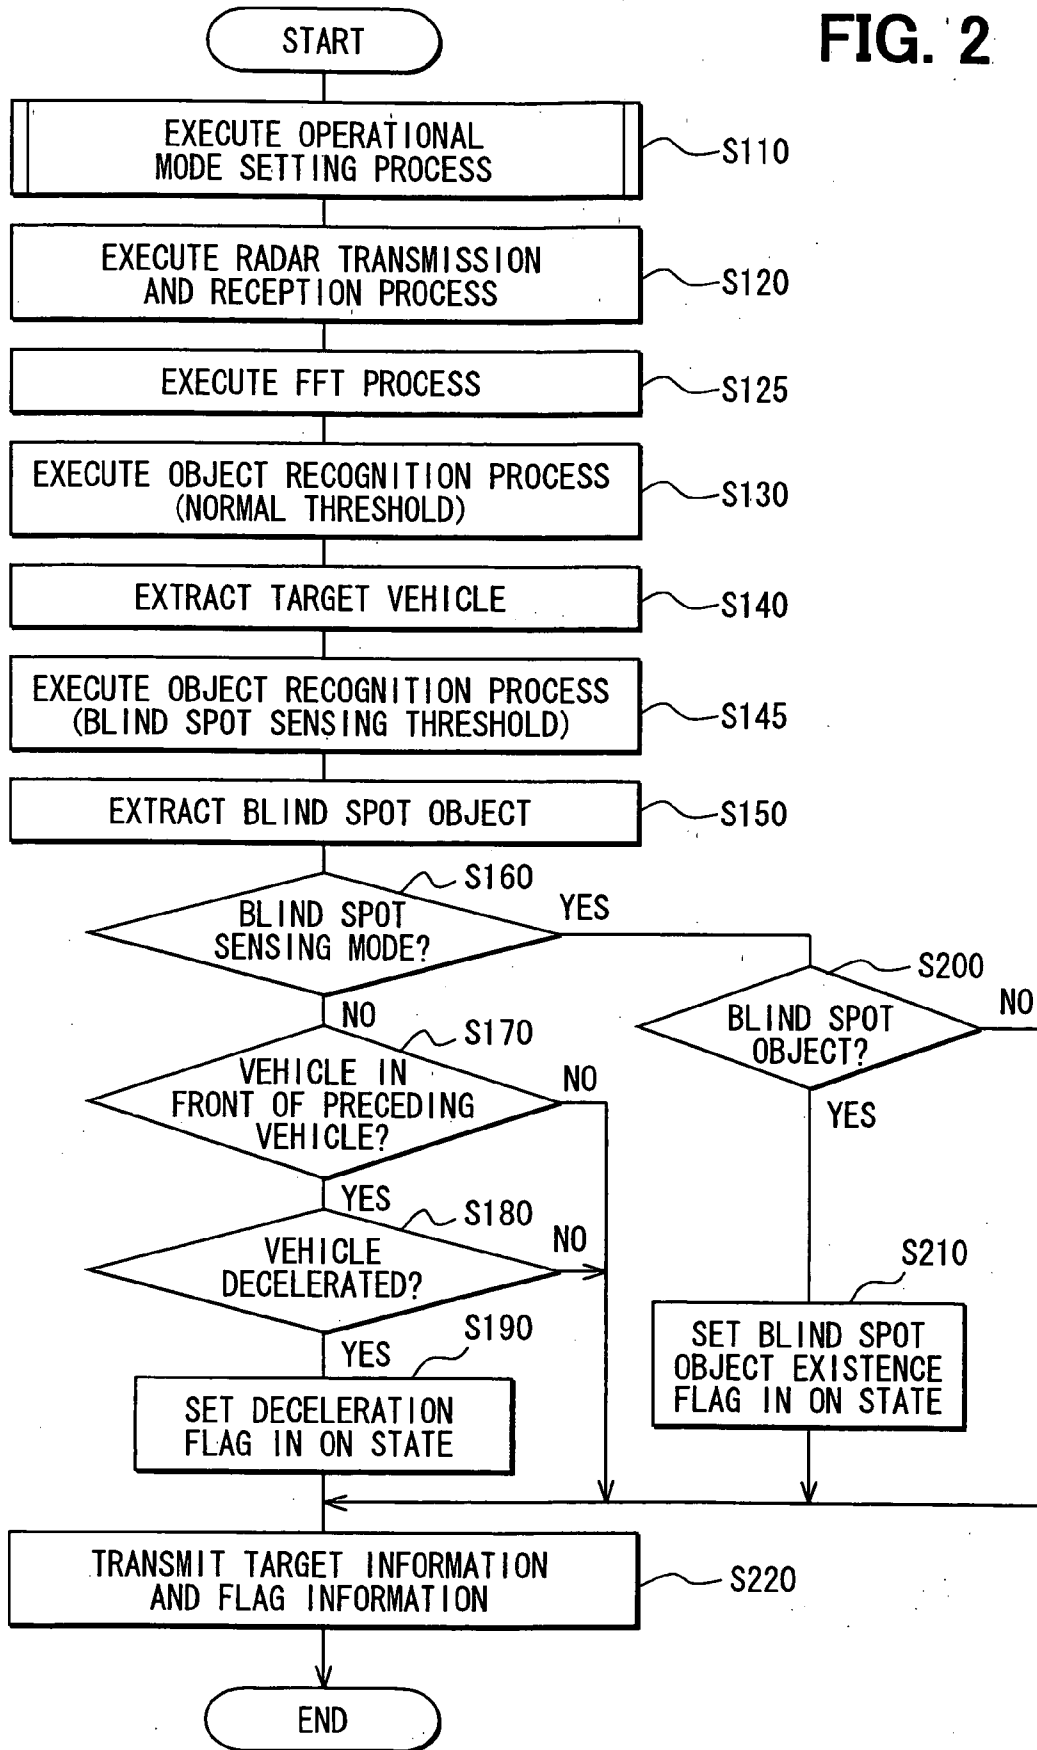 FIG. 2
START
EXECUTE OPERATIONAL
MODE SETTING PROCESS
S110
EXECUTE RADAR TRANSMISSION
AND RECEPTION PROCESS
S120
EXECUTE FFT PROCESS
S125
EXECUTE OBJECT RECOGNITION PROCESS
(NORMAL THRESHOLD)
S130
EXTRACT TARGET VEHICLE
S140
EXECUTE OBJECT RECOGNITION PROCESS
(BLIND SPOT SENSING THRESHOLD)
S145
EXTRACT BLIND SPOT OBJECT
S150
S160
BLIND SPOT
SENSING MODE?
YES
NO
S200
BLIND SPOT
OBJECT?
NO
YES
S170
VEHICLE IN
FRONT OF PRECEDING
VEHICLE?
NO
YES
S180
VEHICLE
DECELERATED?
NO
YES
S190
SET DECELERATION
FLAG IN ON STATE
S210
SET BLIND SPOT
OBJECT EXISTENCE
FLAG IN ON STATE
TRANSMIT TARGET INFORMATION
AND FLAG INFORMATION
S220
END